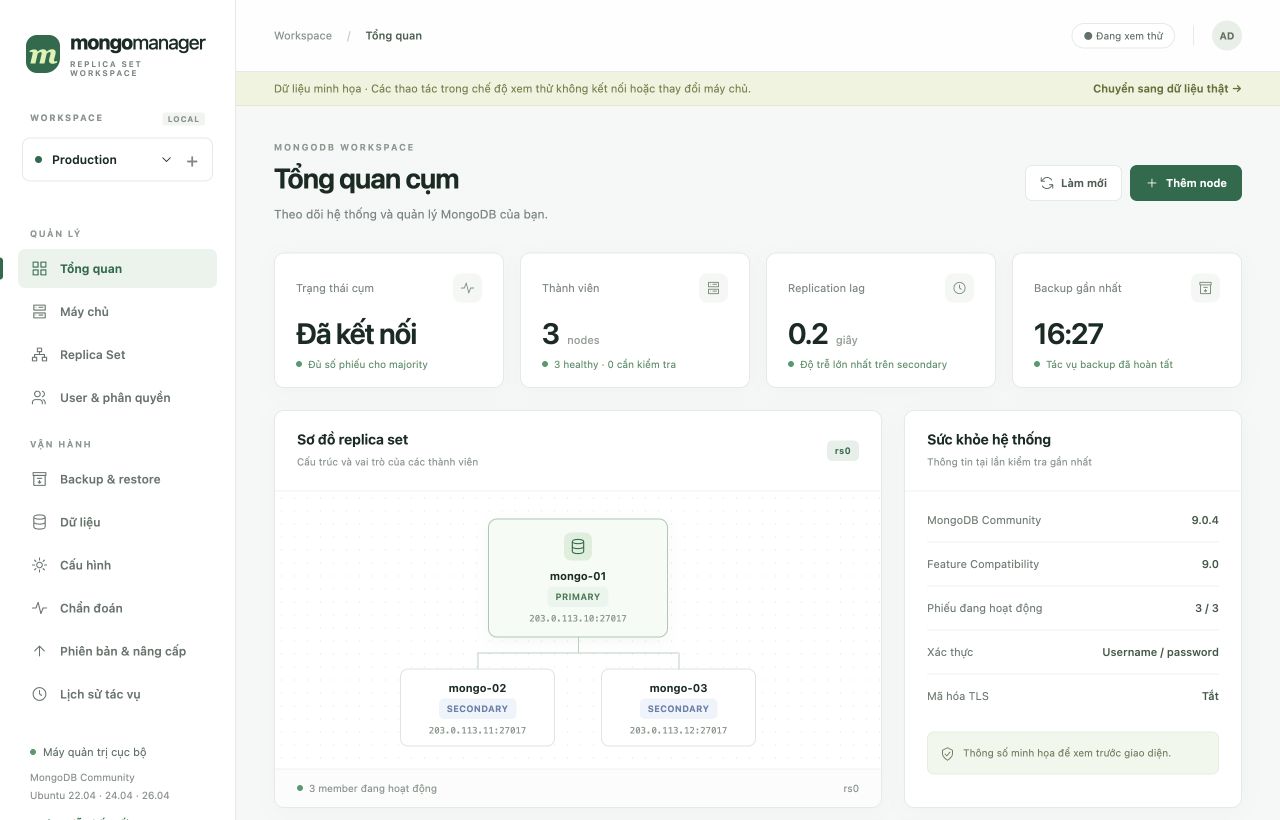 m mongomanager
REPLICA SET
WORKSPACE
WORKSPACE LOCAL
Production
QUẢN LÝ
Tổng quan
Máy chủ
Replica Set
User & phân quyền
VẬN HÀNH
Backup & restore
Dữ liệu
Cấu hình
Chẩn đoán
Phiên bản & nâng cấp
Lịch sử tác vụ
Máy quản trị cục bộ
MongoDB Community
Ubuntu 22.04 · 24.04 · 26.04
Workspace / Tổng quan
Đang xem thử
AD
Dữ liệu minh họa · Các thao tác trong chế độ xem thử không kết nối hoặc thay đổi máy chủ.
Chuyển sang dữ liệu thật →
MONGODB WORKSPACE
Tổng quan cụm
Theo dõi hệ thống và quản lý MongoDB của bạn.
Làm mới
+ Thêm node
Trạng thái cụm
Đã kết nối
Đủ số phiếu cho majority
Thành viên
3 nodes
3 healthy · 0 cần kiểm tra
Replication lag
0.2 giây
Độ trễ lớn nhất trên secondary
Backup gần nhất
16:27
Tác vụ backup đã hoàn tất
Sơ đồ replica set
Cấu trúc và vai trò của các thành viên
rs0
mongo-01
PRIMARY
203.0.113.10:27017
mongo-02
SECONDARY
203.0.113.11:27017
mongo-03
SECONDARY
203.0.113.12:27017
3 member đang hoạt động
rs0
Sức khỏe hệ thống
Thông tin tại lần kiểm tra gần nhất
MongoDB Community 9.0.4
Feature Compatibility 9.0
Phiếu đang hoạt động 3 / 3
Xác thực Username / password
Mã hóa TLS Tắt
Thông số minh họa để xem trước giao diện.